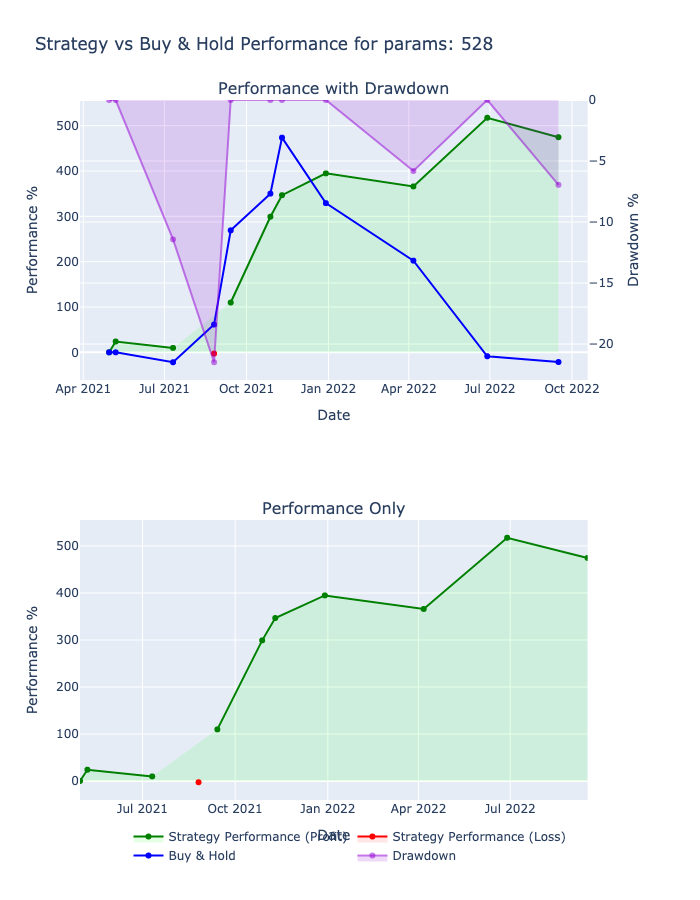 Strategy vs Buy & Hold Performance for params: 528
Performance with Drawdown
500
400
300
200
100
0
Performance %
0
−5
−10
−15
−20
Drawdown %
Apr 2021 Jul 2021 Oct 2021 Jan 2022 Apr 2022 Jul 2022 Oct 2022
Date
Performance Only
500
400
300
200
100
0
Performance %
Jul 2021 Oct 2021 Jan 2022 Apr 2022 Jul 2022
Date
Strategy Performance (Profit) Strategy Performance (Loss)
Buy & Hold Drawdown